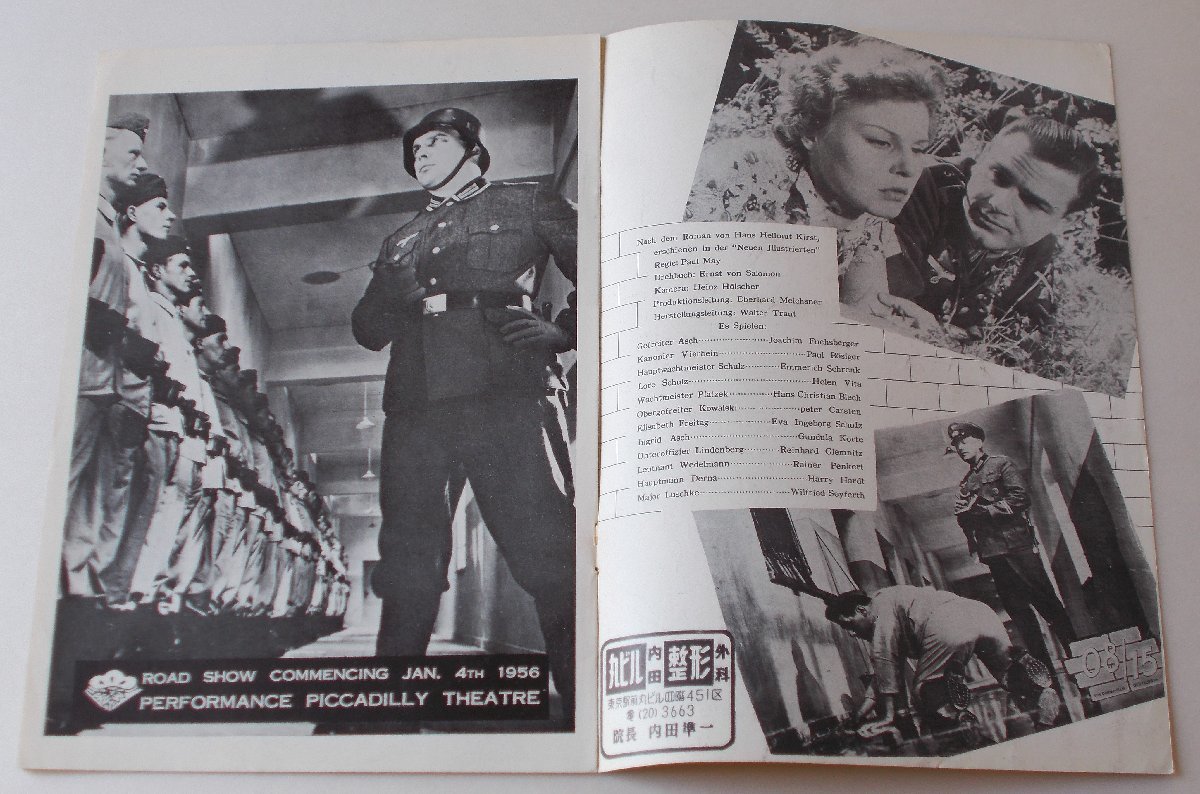 ROAD SHOW COMMENCING JAN. 4TH 1956
PERFORMANCE PICCADILLY THEATRE
Nach dem Roman von Hans Hellmut Kirst,
erschienen in der "Neuen Illustrierten"
Regie: Paul May
Drehbuch: Ernst von Salomon
Kamera: Heinz Hölscher
Produktionsleitung: Eberhard Meichsner
Herstellungsleitung: Walter Traut
Es Spielen:
Gefreiter Asch Joachim Fuchsberger
Kanonier Vierbein Paul Bösiger
Hauptwachtmeister Schulz Emmerich Schrenk
Lore Schulz Helen Vita
Wachtmeister Platzek Hans Christian Blech
Obergefreiter Kowalski peter Carsten
Elisbeth Freitag Eva Ingeborg Scholz
Ingrid Asch Gundula Korte
Unteroffizier Lindenberg Reinhard Glemnitz
Leutnant Wedelmann Rainer Penkert
Hauptmann Derna Harry Hardt
Major Luschke Wilfried Seyferth
08/15
丸ビル 内田 整形 外科
東京駅前丸ビル 451区
(20) 3663
院長 内田準一